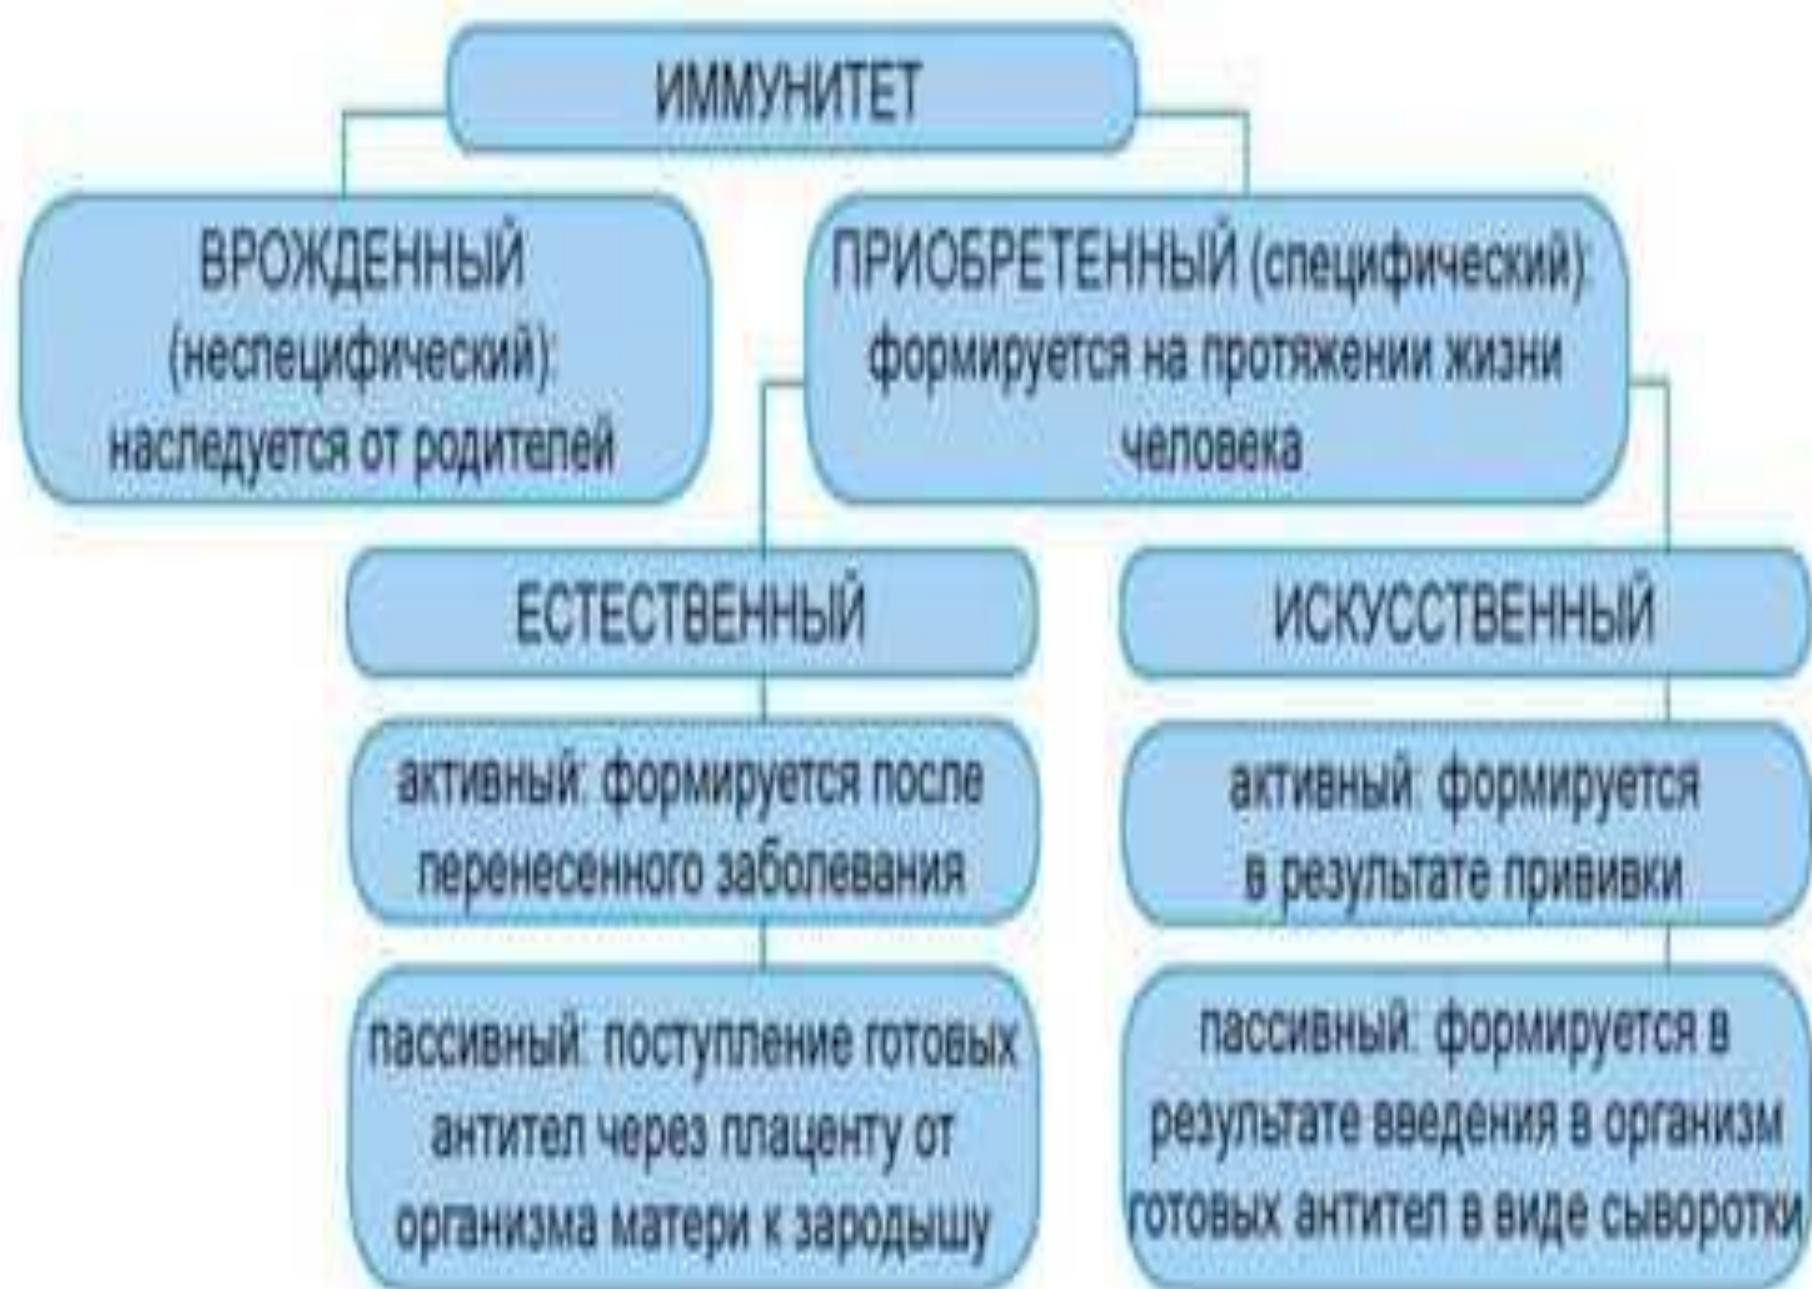 ИММУНИТЕТ
ВРОЖДЕННЫЙ
(неспецифический):
наследуется от родителей
ПРИОБРЕТЕННЫЙ (специфический):
формируется на протяжении жизни
человека
ЕСТЕСТВЕННЫЙ
активный: формируется после
перенесенного заболевания
пассивный: поступление готовых
антител через плаценту от
организма матери к зародышу
ИСКУССТВЕННЫЙ
активный: формируется
в результате прививки
пассивный: формируется в
результате введения в организм
готовых антител в виде сыворотки